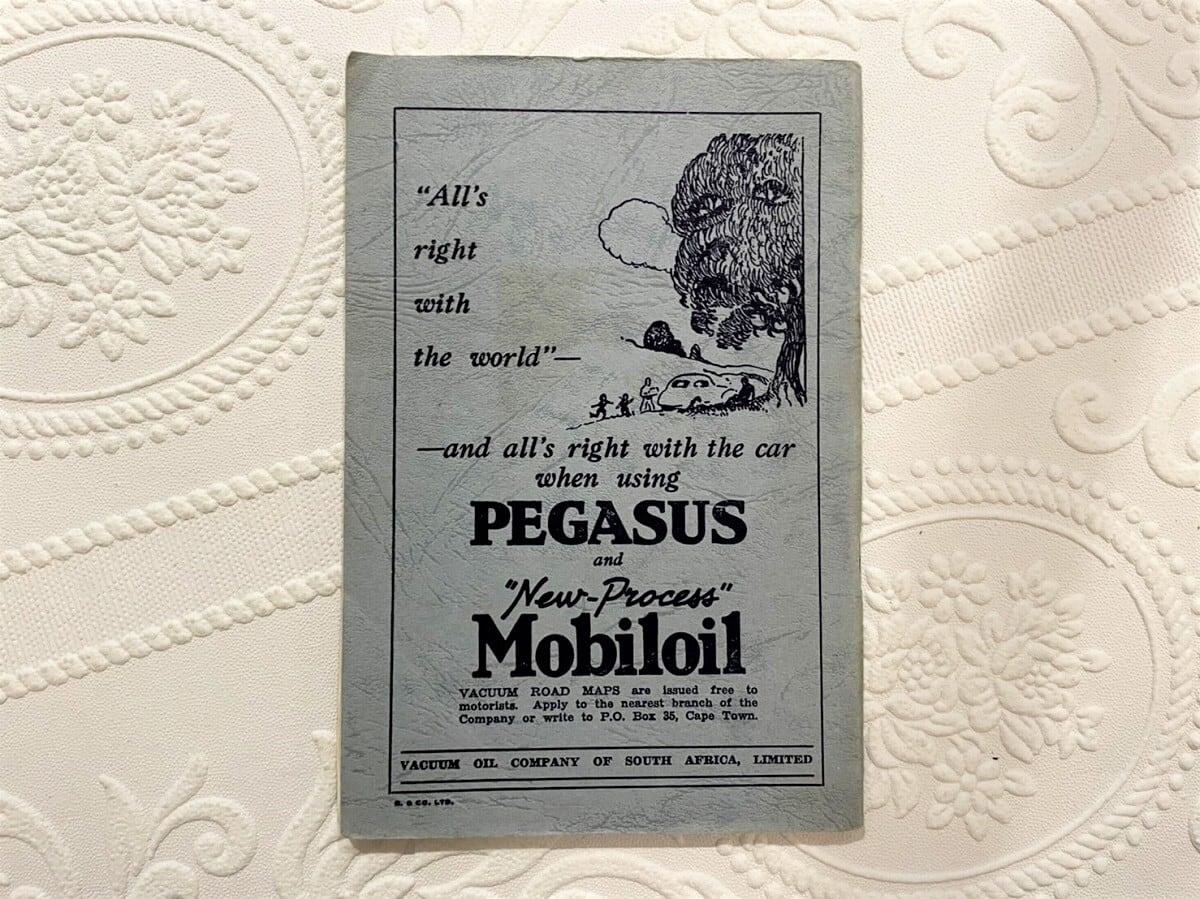 "All's
right
with
the world"—
—and all's right with the car
when using
PEGASUS
and
"New-Process"
Mobiloil
VACUUM ROAD MAPS are issued free to
motorists. Apply to the nearest branch of the
Company or write to P.O. Box 35, Cape Town.
VACUUM OIL COMPANY OF SOUTH AFRICA, LIMITED
& CO. LTD.